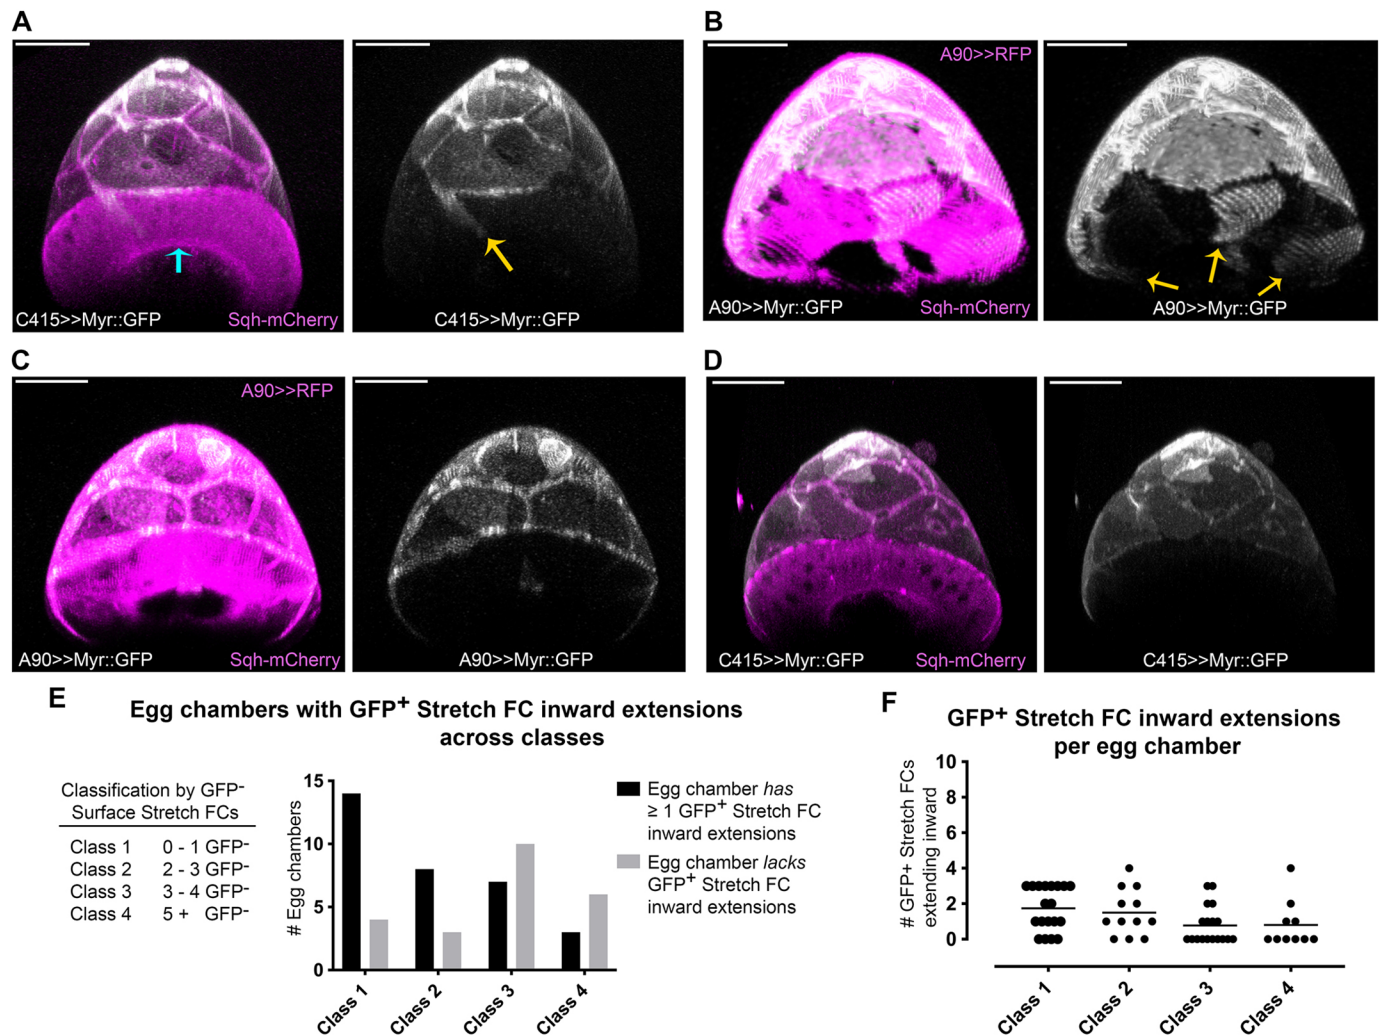 A
C415>>Myr::GFP
Sqh-mCherry
C415>>Myr::GFP
B
A90>>RFP
A90>>Myr::GFP
Sqh-mCherry
A90>>Myr::GFP
C
A90>>RFP
A90>>Myr::GFP
Sqh-mCherry
A90>>Myr::GFP
D
C415>>Myr::GFP
Sqh-mCherry
C415>>Myr::GFP
E
Egg chambers with GFP⁺ Stretch FC inward extensions
across classes
Classification by GFP⁻
Surface Stretch FCs
Class 1 0 - 1 GFP⁻
Class 2 2 - 3 GFP⁻
Class 3 3 - 4 GFP⁻
Class 4 5 + GFP⁻
# Egg chambers
15
10
5
0
Class 1
Class 2
Class 3
Class 4
Egg chamber has
≥ 1 GFP⁺ Stretch FC
inward extensions
Egg chamber lacks
GFP⁺ Stretch FC
inward extensions
F
GFP⁺ Stretch FC inward extensions
per egg chamber
# GFP+ Stretch FCs
extending inward
10
8
6
4
2
0
Class 1
Class 2
Class 3
Class 4